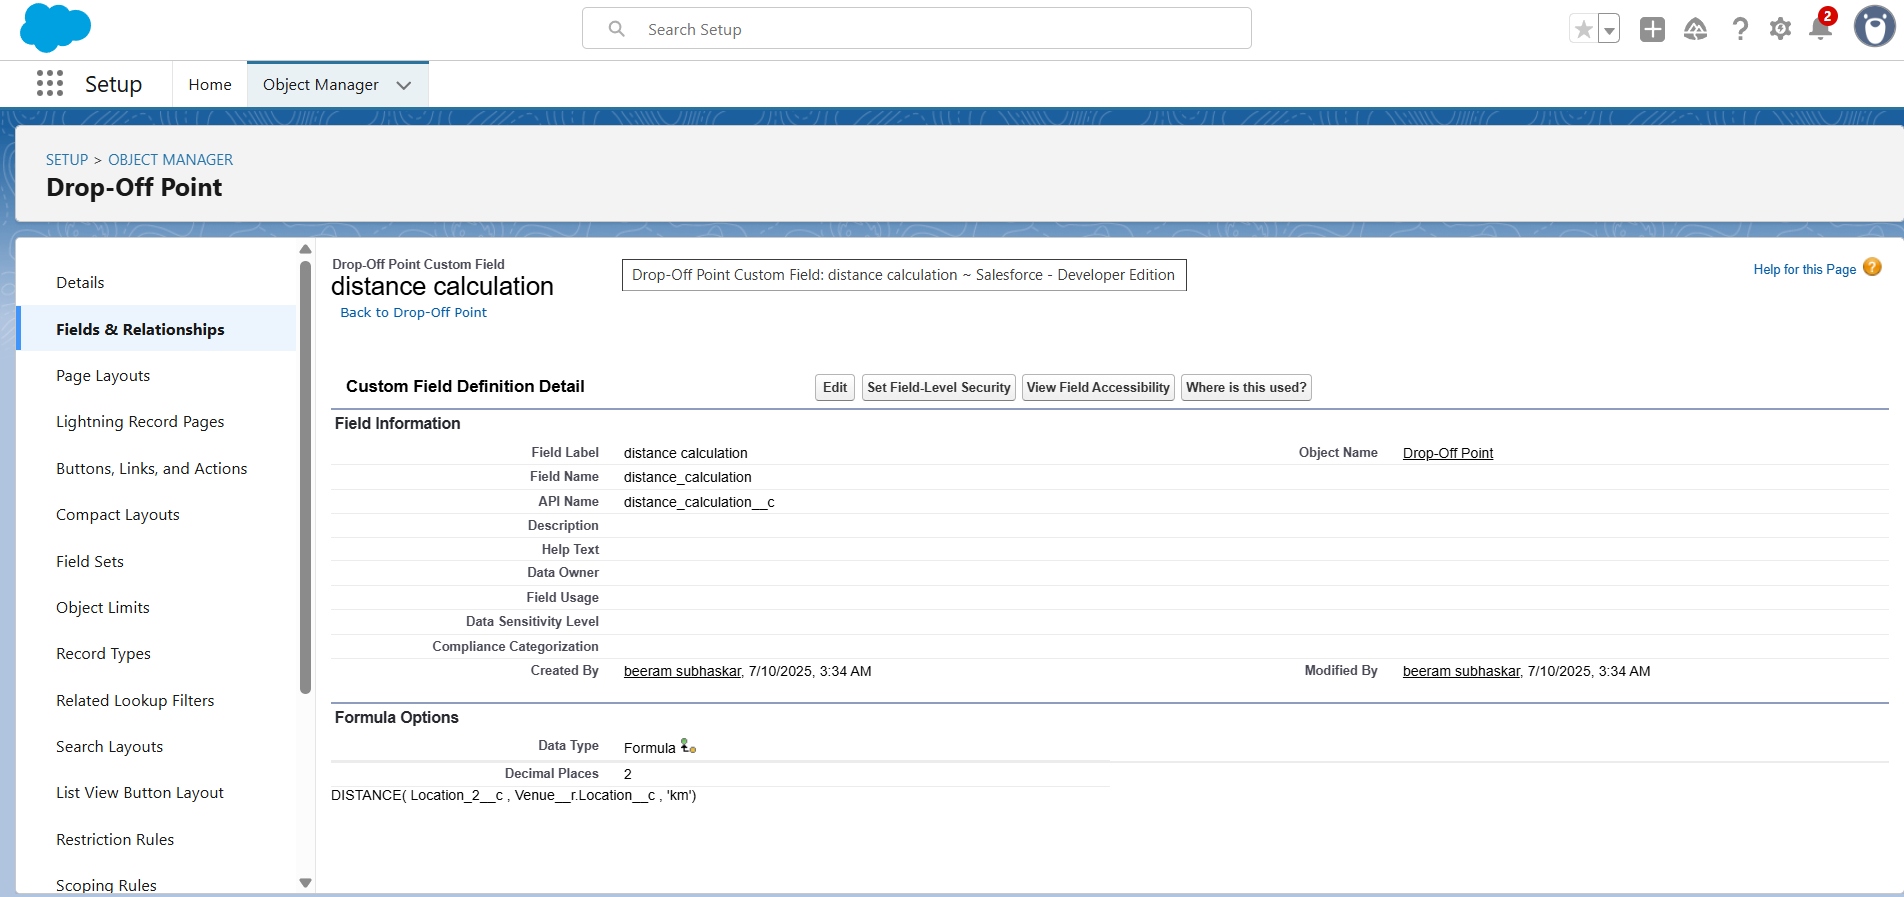 Search Setup
2
Setup
Home
Object Manager
SETUP > OBJECT MANAGER
Drop-Off Point
Details
Fields & Relationships
Page Layouts
Lightning Record Pages
Buttons, Links, and Actions
Compact Layouts
Field Sets
Object Limits
Record Types
Related Lookup Filters
Search Layouts
List View Button Layout
Restriction Rules
Scoping Rules
Drop-Off Point Custom Field
distance calculation
Back to Drop-Off Point
Drop-Off Point Custom Field: distance calculation ~ Salesforce - Developer Edition
Help for this Page ?
Custom Field Definition Detail
Edit
Set Field-Level Security
View Field Accessibility
Where is this used?
Field Information
Field Label distance calculation Object Name Drop-Off Point
Field Name distance_calculation
API Name distance_calculation__c
Description
Help Text
Data Owner
Field Usage
Data Sensitivity Level
Compliance Categorization
Created By beeram subhaskar, 7/10/2025, 3:34 AM Modified By beeram subhaskar, 7/10/2025, 3:34 AM
Formula Options
Data Type Formula
Decimal Places 2
DISTANCE( Location_2__c , Venue__r.Location__c , 'km')